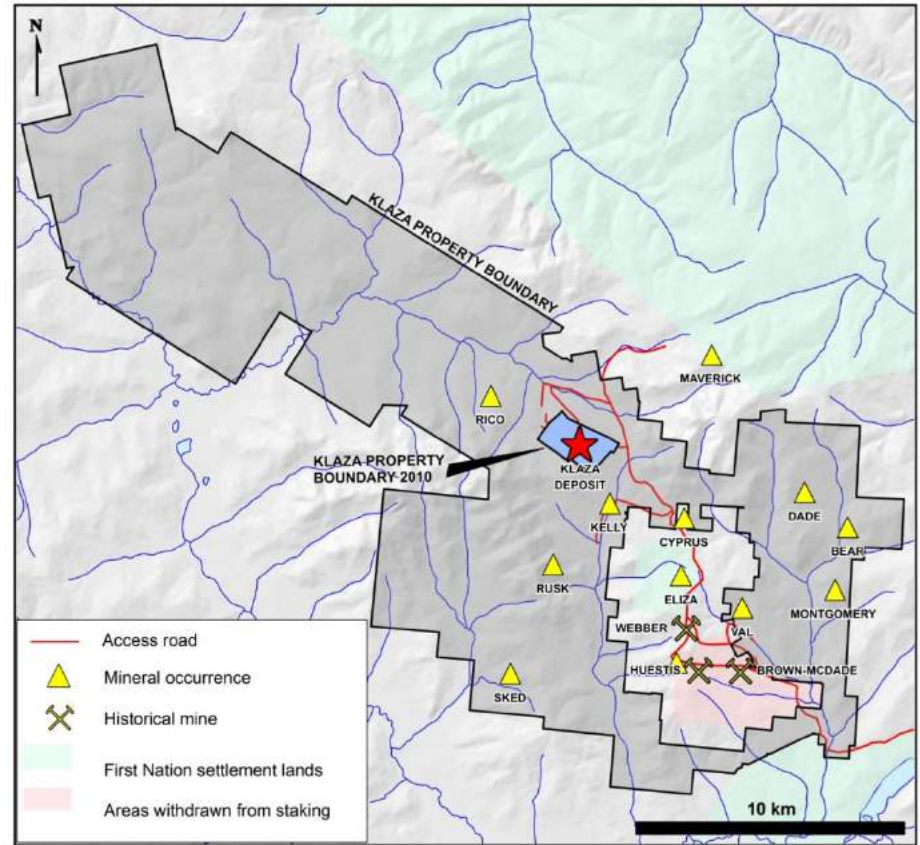 N
KLAZA PROPERTY BOUNDARY
MAVERICK
RICO
KLAZA PROPERTY
BOUNDARY 2010
KLAZA
DEPOSIT
DADE
KELLY
CYPRUS
BEAR
RUSK
ELIZA
MONTGOMERY
WEBBER
VAL
HUESTIS
BROWN-MCDADE
SKED
Access road
Mineral occurrence
Historical mine
First Nation settlement lands
Areas withdrawn from staking
10 km